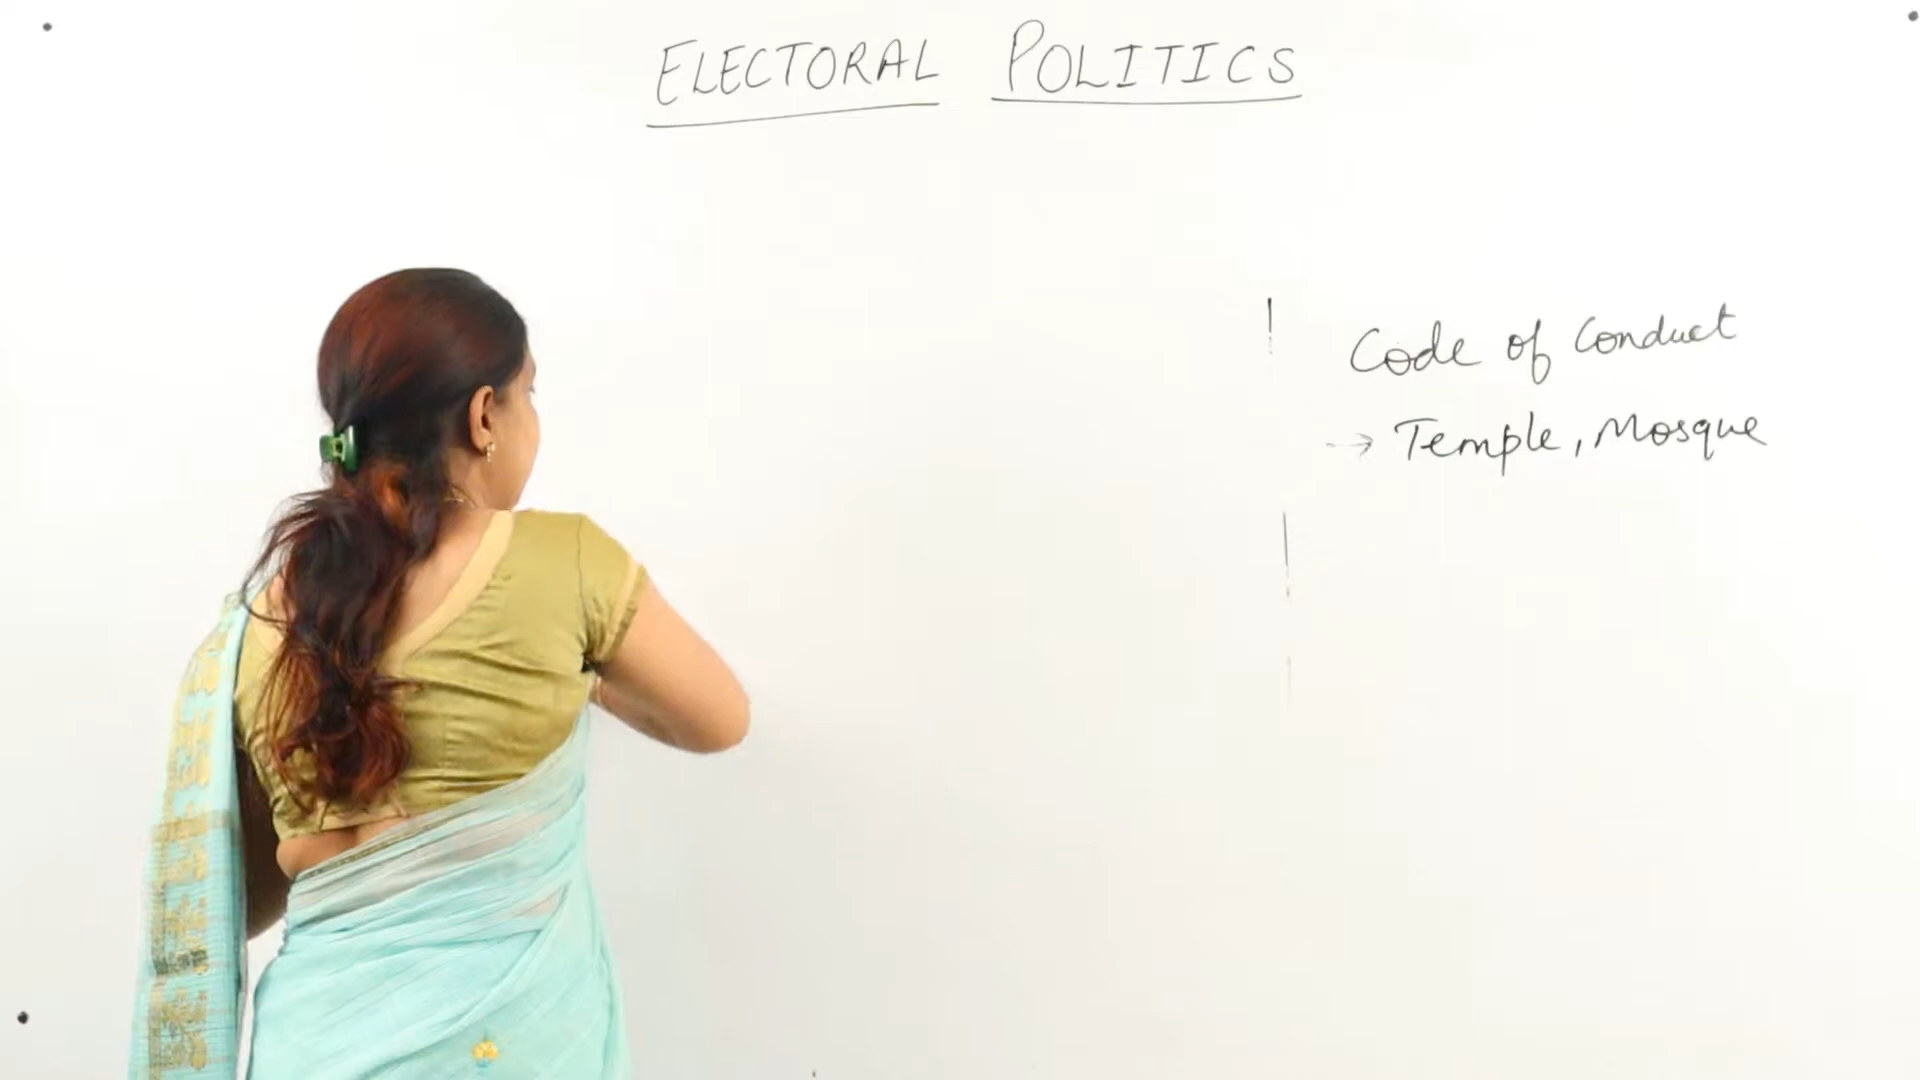 ELECTORAL POLITICS
Code of Conduct
→ Temple, Mosque